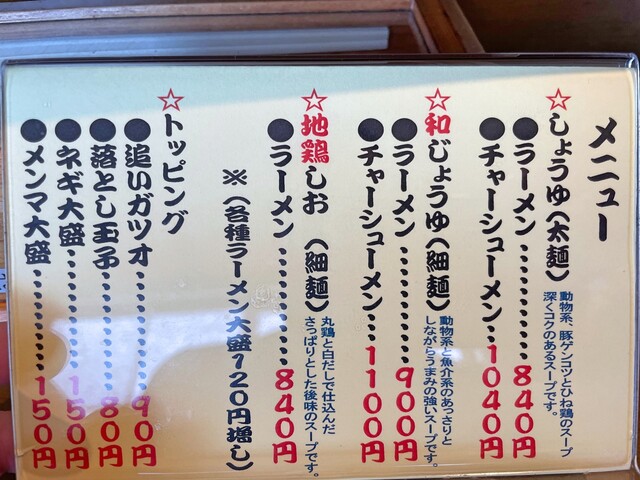 メニュー
☆しょうゆ（太麺）
動物系、豚ゲンコツとひね鶏のスープ
深くコクのあるスープです。
●ラーメン………840円
●チャーシューメン…1040円
☆和じょうゆ（細麺）
動物系と魚介系のあっさりと
しながらうまみの強いスープです。
●ラーメン………900円
●チャーシューメン…1100円
☆地鶏しお（細麺）
丸鶏と白だしで仕込んだ
さっぱりとした後味のスープです。
●ラーメン………840円
※（各種ラーメン大盛120円増し）
☆トッピング
●追いガツオ………90円
●落とし玉子………80円
●ネギ大盛………150円
●メンマ大盛………150円